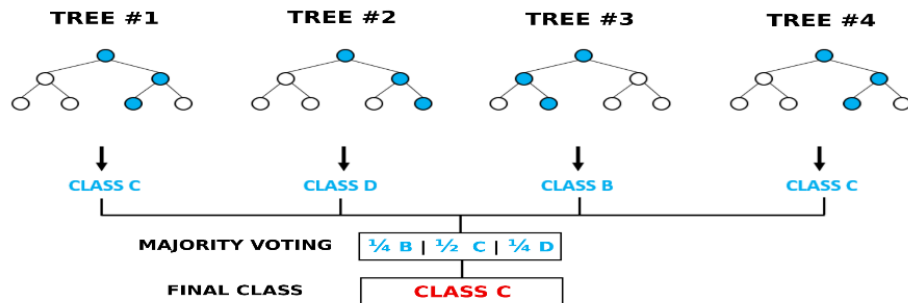 TREE #1 TREE #2 TREE #3 TREE #4
CLASS C CLASS D CLASS B CLASS C
MAJORITY VOTING ¼ B | ½ C | ¼ D
FINAL CLASS CLASS C